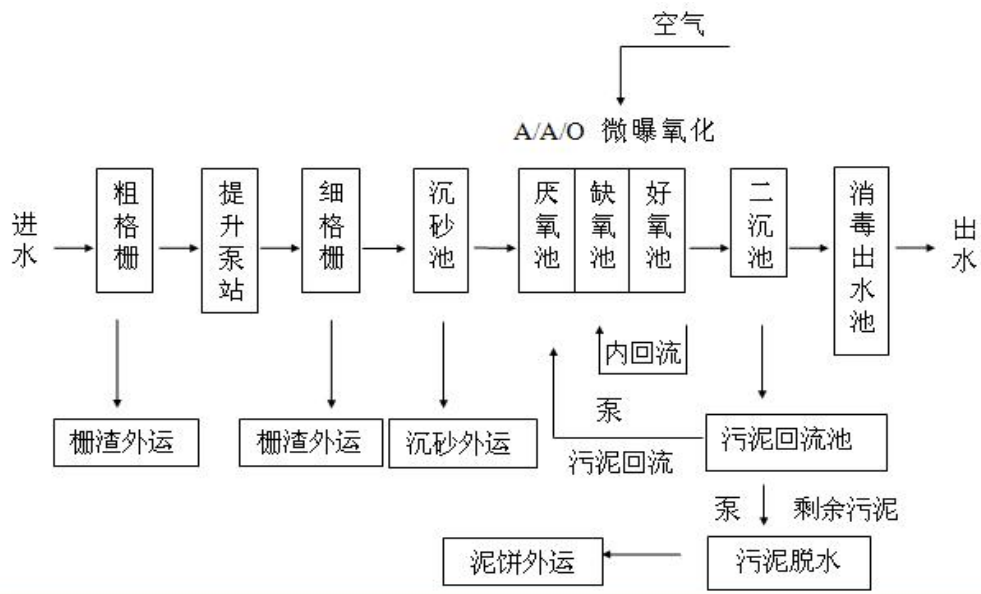 空气
A/A/O 微曝氧化
进水
粗格栅
提升泵站
细格栅
沉砂池
厌氧池
缺氧池
好氧池
二沉池
消毒出水池
出水
内回流
泵
污泥回流
栅渣外运
栅渣外运
沉砂外运
污泥回流池
泵
剩余污泥
泥饼外运
污泥脱水